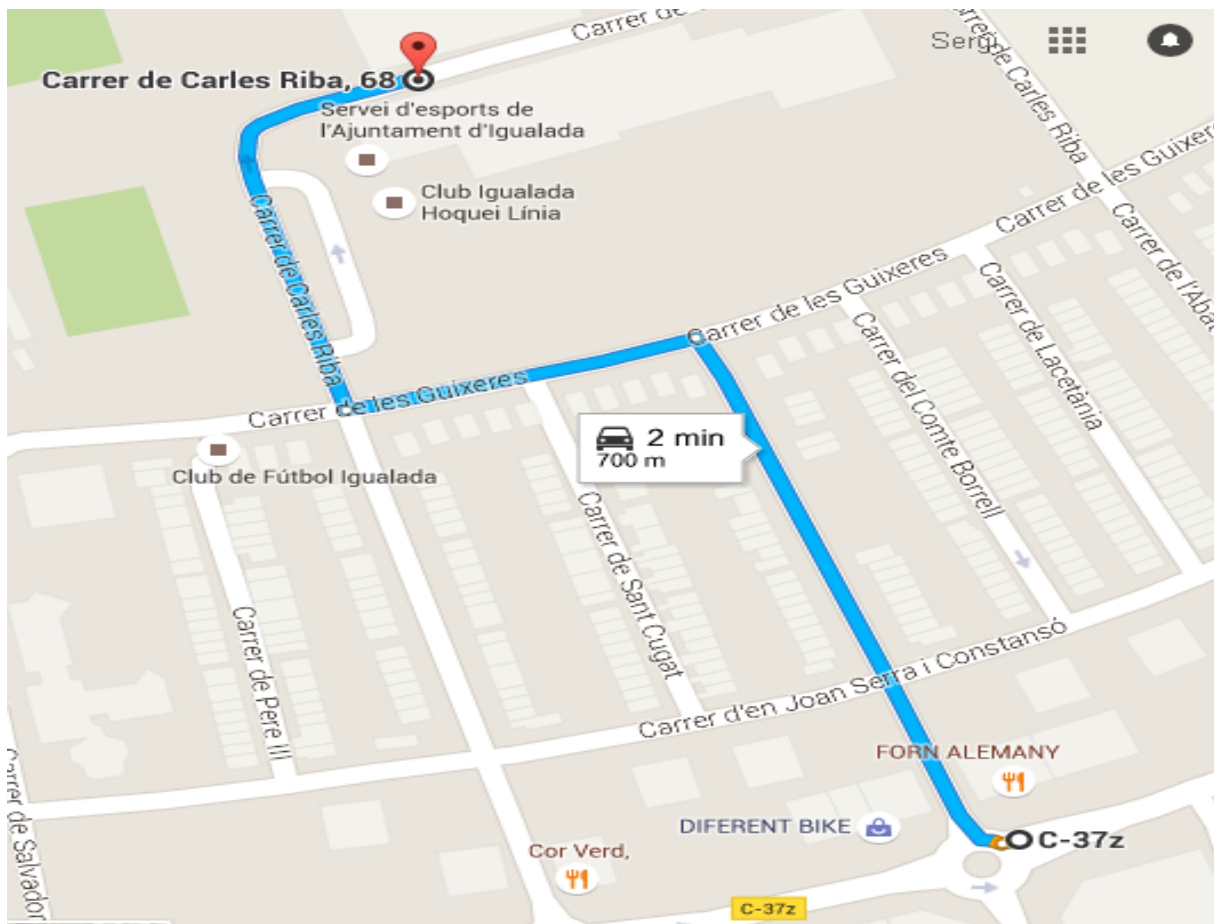 Carrer de C
Sergi
Carrer de Carles Riba, 68
Servei d'esports de
l'Ajuntament d'Igualada
Club Igualada
Hoquei Línia
Carrer de Carles Riba
Carrer de les Guixeres
Carrer de Carles Riba
Carrer de l'Abat
Carrer de les Guixeres
Carrer de Lacetània
Carrer del Comte Borrell
Carrer de les Guixeres
2 min
700 m
Club de Fútbol Igualada
Carrer de Sant Cugat
Carrer de Pere III
Carrer d'en Joan Serra i Constansó
FORN ALEMANY
DIFERENT BIKE
C-37z
Cor Verd,
Carrer de Salvador
C-37z